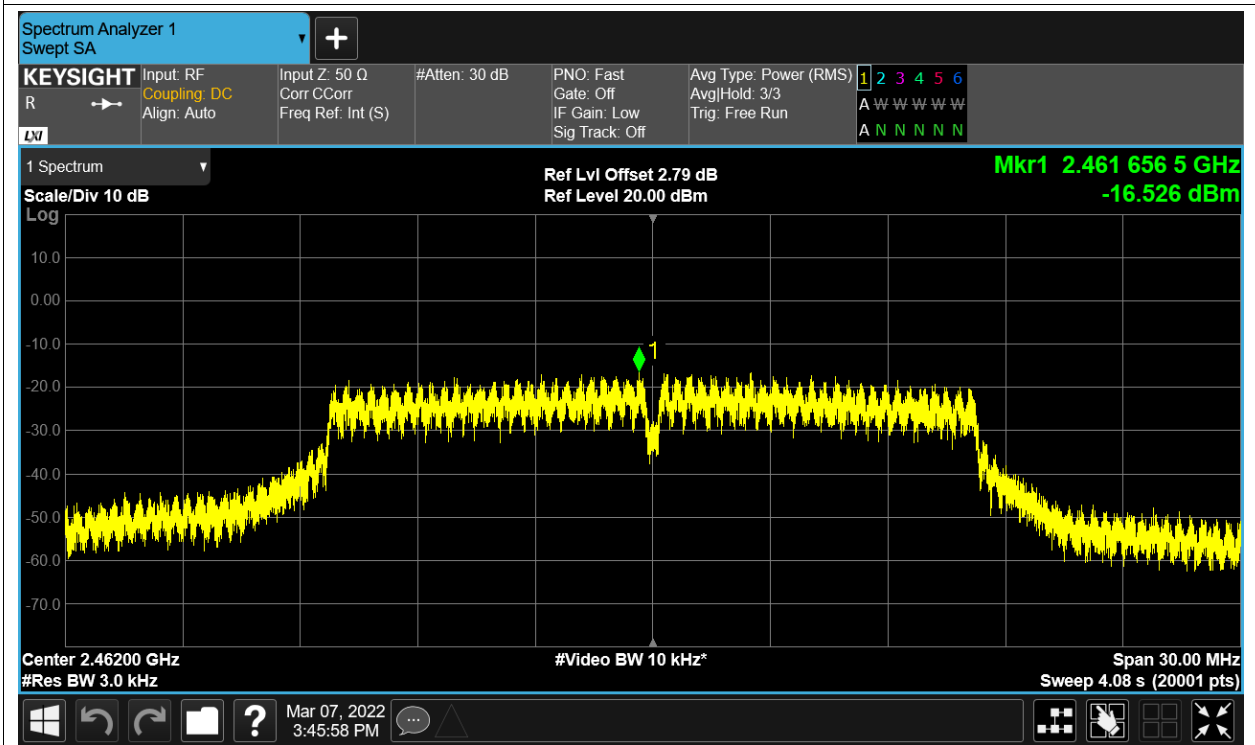 Spectrum Analyzer 1
Swept SA
▼
+
KEYSIGHT
R
LXI
Input: RF
Coupling: DC
Align: Auto
Input Z: 50 Ω
Corr CCorr
Freq Ref: Int (S)
#Atten: 30 dB
PNO: Fast
Gate: Off
IF Gain: Low
Sig Track: Off
Avg Type: Power (RMS)
Avg|Hold: 3/3
Trig: Free Run
1 2 3 4 5 6
A W W W W W
A N N N N N
1 Spectrum ▼
Scale/Div 10 dB
Log
Ref Lvl Offset 2.79 dB
Ref Level 20.00 dBm
Mkr1 2.461 656 5 GHz
-16.526 dBm
10.0
0.00
-10.0
1
-20.0
-30.0
-40.0
-50.0
-60.0
-70.0
Center 2.46200 GHz
#Res BW 3.0 kHz
#Video BW 10 kHz*
Span 30.00 MHz
Sweep 4.08 s (20001 pts)
?
Mar 07, 2022
3:45:58 PM